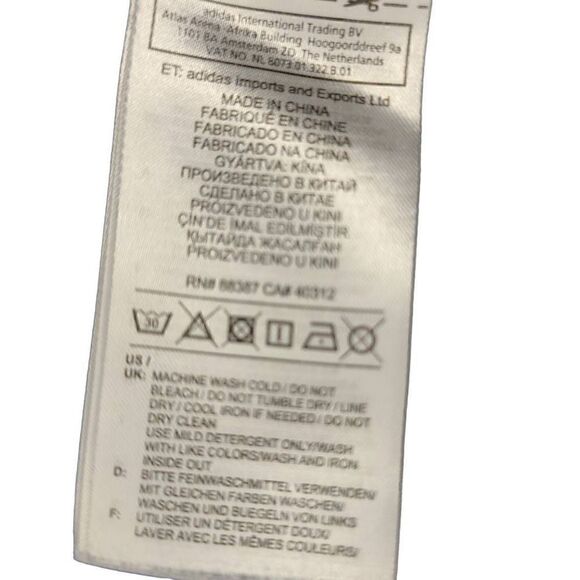 adidas International Trading BV
Atlas Arena Afrika Building Hoogoorddreef 9a
1101 BA Amsterdam ZO The Netherlands
VAT NO. NL 8073.01.322.B.01
ET: adidas Imports and Exports Ltd
MADE IN CHINA
FABRIQUÉ EN CHINE
FABRICADO EN CHINA
FABRICADO NA CHINA
GYÁRTVA: KÍNA
ПРОИЗВЕДЕНО В КИТАЙ
СДЕЛАНО В КИТАЕ
PROIZVEDENO U KINI
ÇİN'DE İMAL EDİLMİŞTİR
ҚЫТАЙДА ЖАСАЛҒАН
PROIZVEDENO U KINI
RN# 88387 CA# 40312
30
US /
UK: MACHINE WASH COLD / DO NOT
BLEACH / DO NOT TUMBLE DRY / LINE
DRY / COOL IRON IF NEEDED / DO NOT
DRY CLEAN
USE MILD DETERGENT ONLY/WASH
WITH LIKE COLORS/WASH AND IRON
INSIDE OUT
D: BITTE FEINWASCHMITTEL VERWENDEN/
MIT GLEICHEN FARBEN WASCHEN/
WASCHEN UND BUEGELN VON LINKS
F: UTILISER UN DÉTERGENT DOUX/
LAVER AVEC LES MÊMES COULEURS/